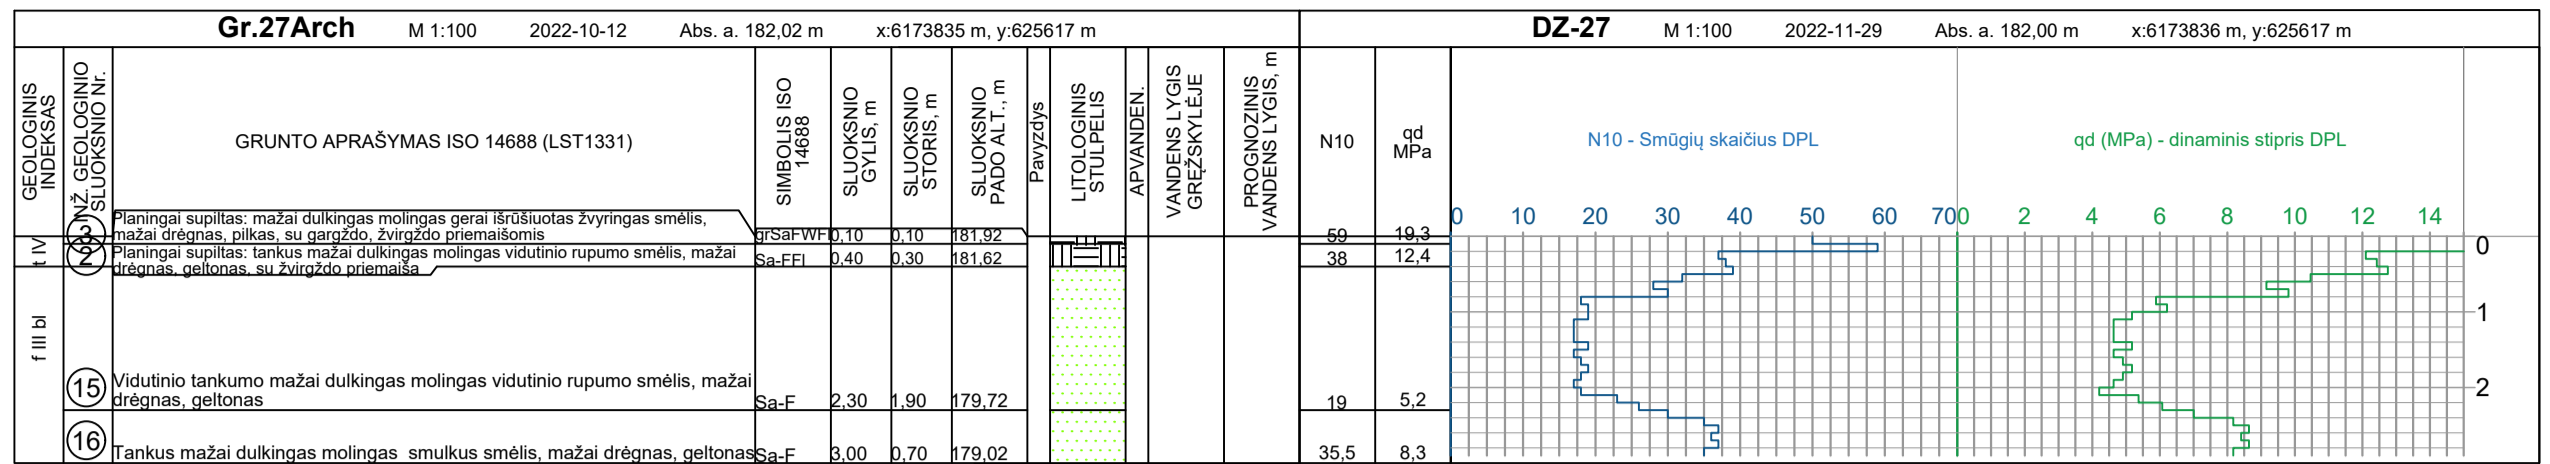 Gr.27Arch M 1:100 2022-10-12 Abs. a. 182,02 m x:6173835 m, y:625617 m
DZ-27 M 1:100 2022-11-29 Abs. a. 182,00 m x:6173836 m, y:625617 m
GEOLOGINIS
INDEKSAS
INŽ. GEOLOGINIO
SLUOKSNIO Nr.
GRUNTO APRAŠYMAS ISO 14688 (LST1331)
SIMBOLIS ISO
14688
SLUOKSNIO
GYLIS, m
SLUOKSNIO
STORIS, m
SLUOKSNIO
PADO ALT., m
Pavyzdys
LITOLOGINIS
STULPELIS
APVANDEN.
VANDENS LYGIS
GRĘŽSKYLĖJE
PROGNOZINIS
VANDENS LYGIS, m
N10
qd
MPa
N10 - Smūgių skaičius DPL
qd (MPa) - dinaminis stipris DPL
0 10 20 30 40 50 60 70
0 2 4 6 8 10 12 14
t IV
3
Planingai supiltas: mažai dulkingas molingas gerai išrūšiuotas žvyringas smėlis,
mažai drėgnas, pilkas, su gargždo, žvirgždo priemaišomis
grSaFWFl 0,10 0,10 181,92 59 19,3
2
Planingai supiltas: tankus mažai dulkingas molingas vidutinio rupumo smėlis, mažai
drėgnas, geltonas, su žvirgždo priemaiša
Sa-FFl 0,40 0,30 181,62 38 12,4
f III bl
15
Vidutinio tankumo mažai dulkingas molingas vidutinio rupumo smėlis, mažai
drėgnas, geltonas
Sa-F 2,30 1,90 179,72 19 5,2
16
Tankus mažai dulkingas molingas smulkus smėlis, mažai drėgnas, geltonas
Sa-F 3,00 0,70 179,02 35,5 8,3
0
1
2